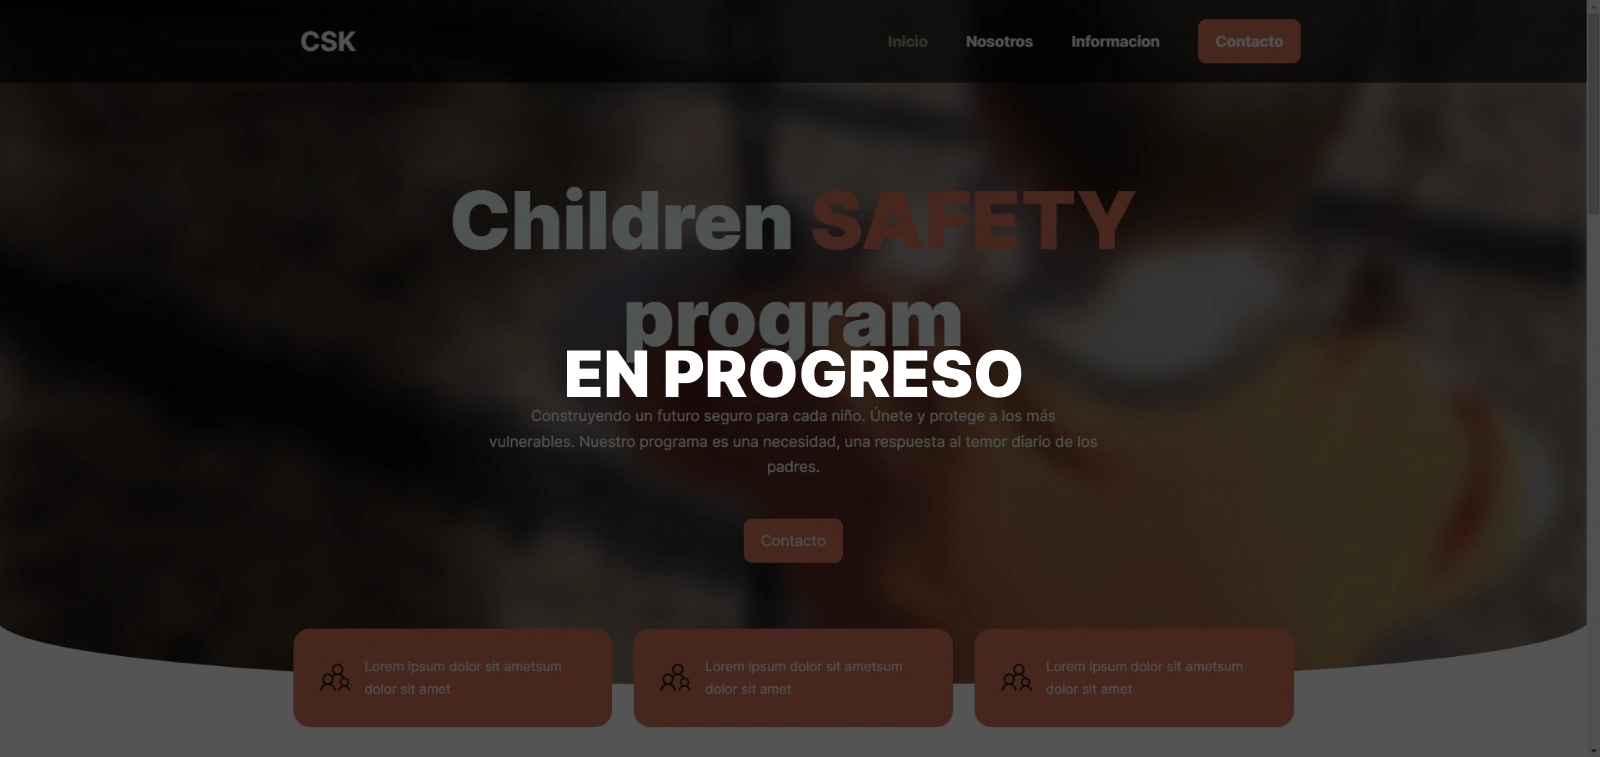 CSK
Inicio
Nosotros
Informacion
Contacto
Children SAFETY
program
EN PROGRESO
Construyendo un futuro seguro para cada niño. Únete y protege a los más
vulnerables. Nuestro programa es una necesidad, una respuesta al temor diario de los
padres.
Contacto
Lorem ipsum dolor sit ametsum
dolor sit amet
Lorem ipsum dolor sit ametsum
dolor sit amet
Lorem ipsum dolor sit ametsum
dolor sit amet